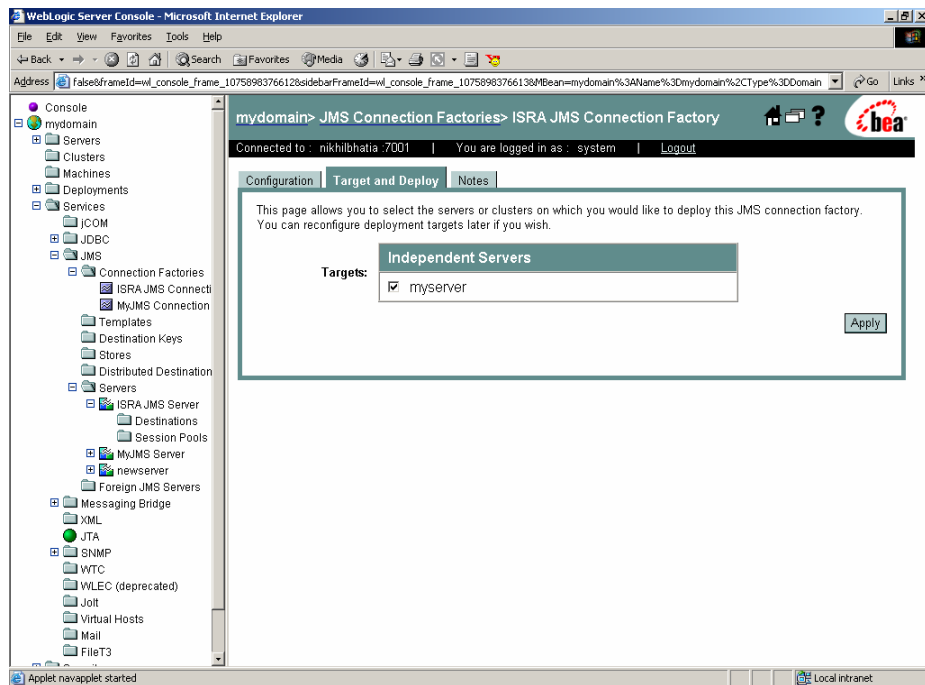 WebLogic Server Console - Microsoft Internet Explorer
File Edit View Favorites Tools Help
Back Search Favorites Media
Address false&frameId=wl_console_frame_1075898376612&sidebarFrameId=wl_console_frame_1075898376613&MBean=mydomain%3AName%3Dmydomain%2CType%3DDomain Go Links »
Console
mydomain
Servers
Clusters
Machines
Deployments
Services
jCOM
JDBC
JMS
Connection Factories
ISRA JMS Connecti
MyJMS Connection
Templates
Destination Keys
Stores
Distributed Destination
Servers
ISRA JMS Server
Destinations
Session Pools
MyJMS Server
newserver
Foreign JMS Servers
Messaging Bridge
XML
JTA
SNMP
WTC
WLEC (deprecated)
Jolt
Virtual Hosts
Mail
FileT3
mydomain> JMS Connection Factories> ISRA JMS Connection Factory
?
bea
Connected to : nikhilbhatia :7001 | You are logged in as : system | Logout
Configuration Target and Deploy Notes
This page allows you to select the servers or clusters on which you would like to deploy this JMS connection factory.
You can reconfigure deployment targets later if you wish.
Targets:
Independent Servers
myserver
Apply
Applet navapplet started
Local intranet